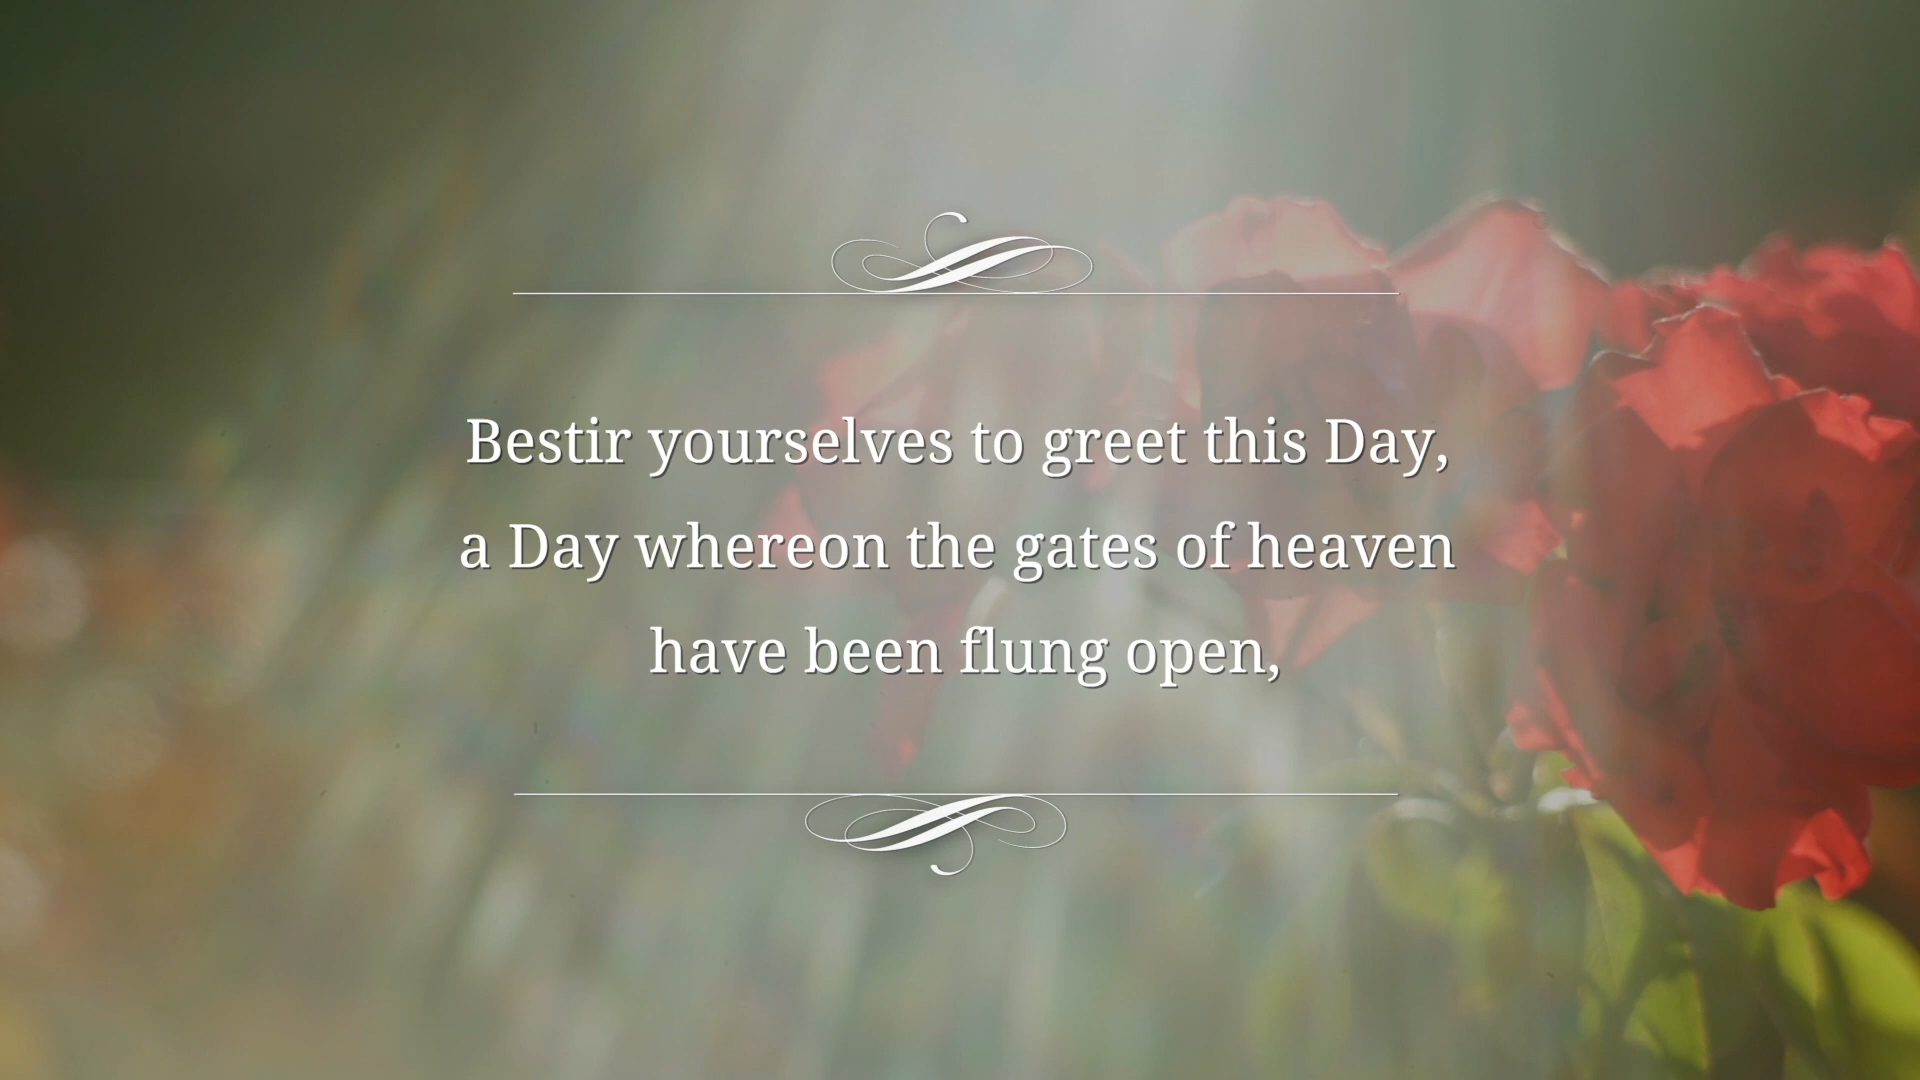 Bestir yourselves to greet this Day,
a Day whereon the gates of heaven
have been flung open,